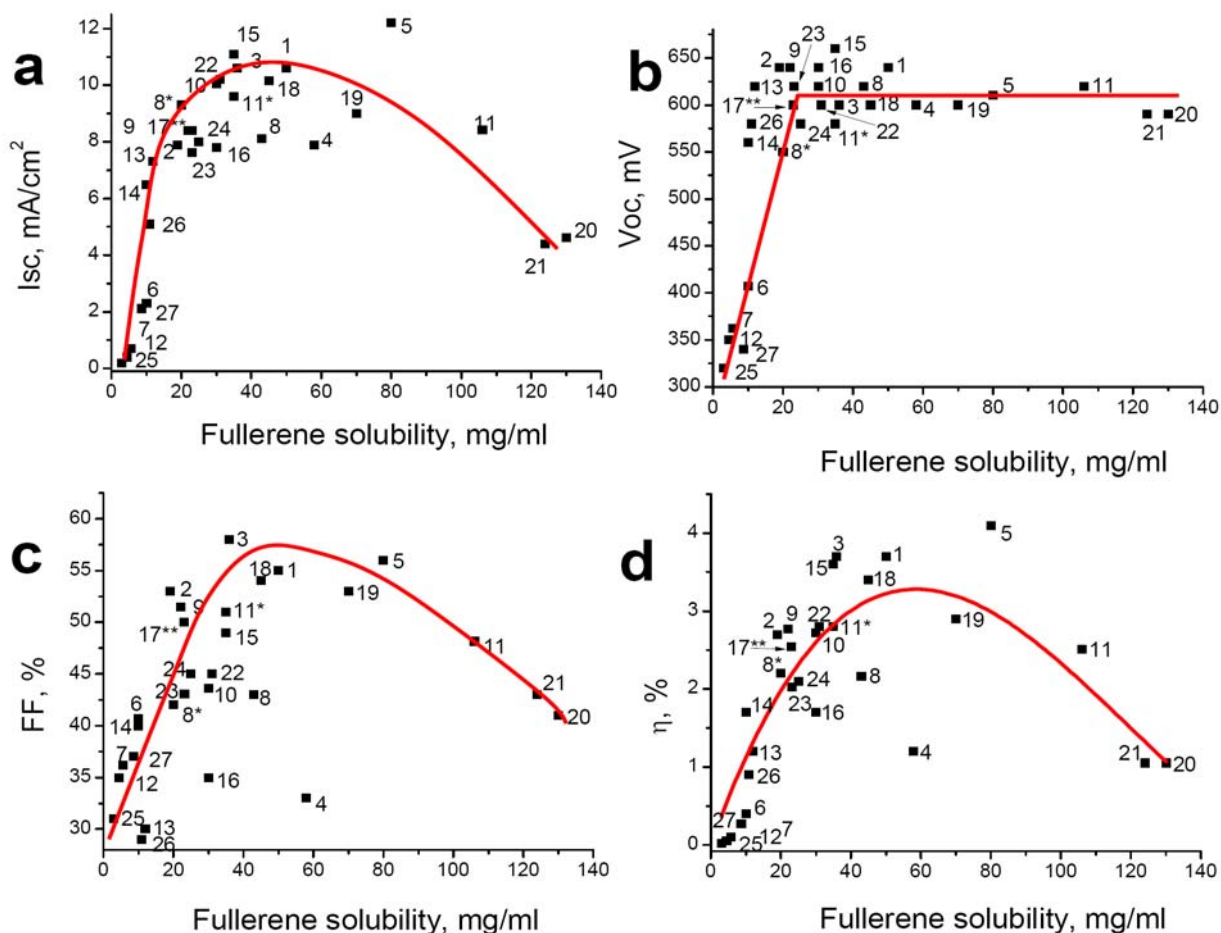 a
Isc, mA/cm²
12
10
8
6
4
2
0
15
1
5
22
3
10
18
8*
11*
19
9
17**
24
8
11
13
2
23
16
4
14
26
20
21
6
27
7
12
25
0 20 40 60 80 100 120 140
Fullerene solubility, mg/ml
b
Voc, mV
650
600
550
500
450
400
350
300
23
2 9 15
16 1
13 10 8 5 11
17** 3 18 4 19 20
26 24 22 21
14 8* 11*
6
7
12
27
25
0 20 40 60 80 100 120 140
Fullerene solubility, mg/ml
c
FF, %
60
55
50
45
40
35
30
3
2 18 1 5
9 11* 19
17** 15
11
24 22
23 10 8 21
6 8* 20
14
7 27
12 16
25 4
13
26
0 20 40 60 80 100 120 140
Fullerene solubility, mg/ml
d
η, %
4
3
2
1
0
5
3 1
15 18
2 9 22 19
17** 11* 11
10
8* 24 8
14 23 16
13 4
26 21 20
6
27
25 12 7
0 20 40 60 80 100 120 140
Fullerene solubility, mg/ml